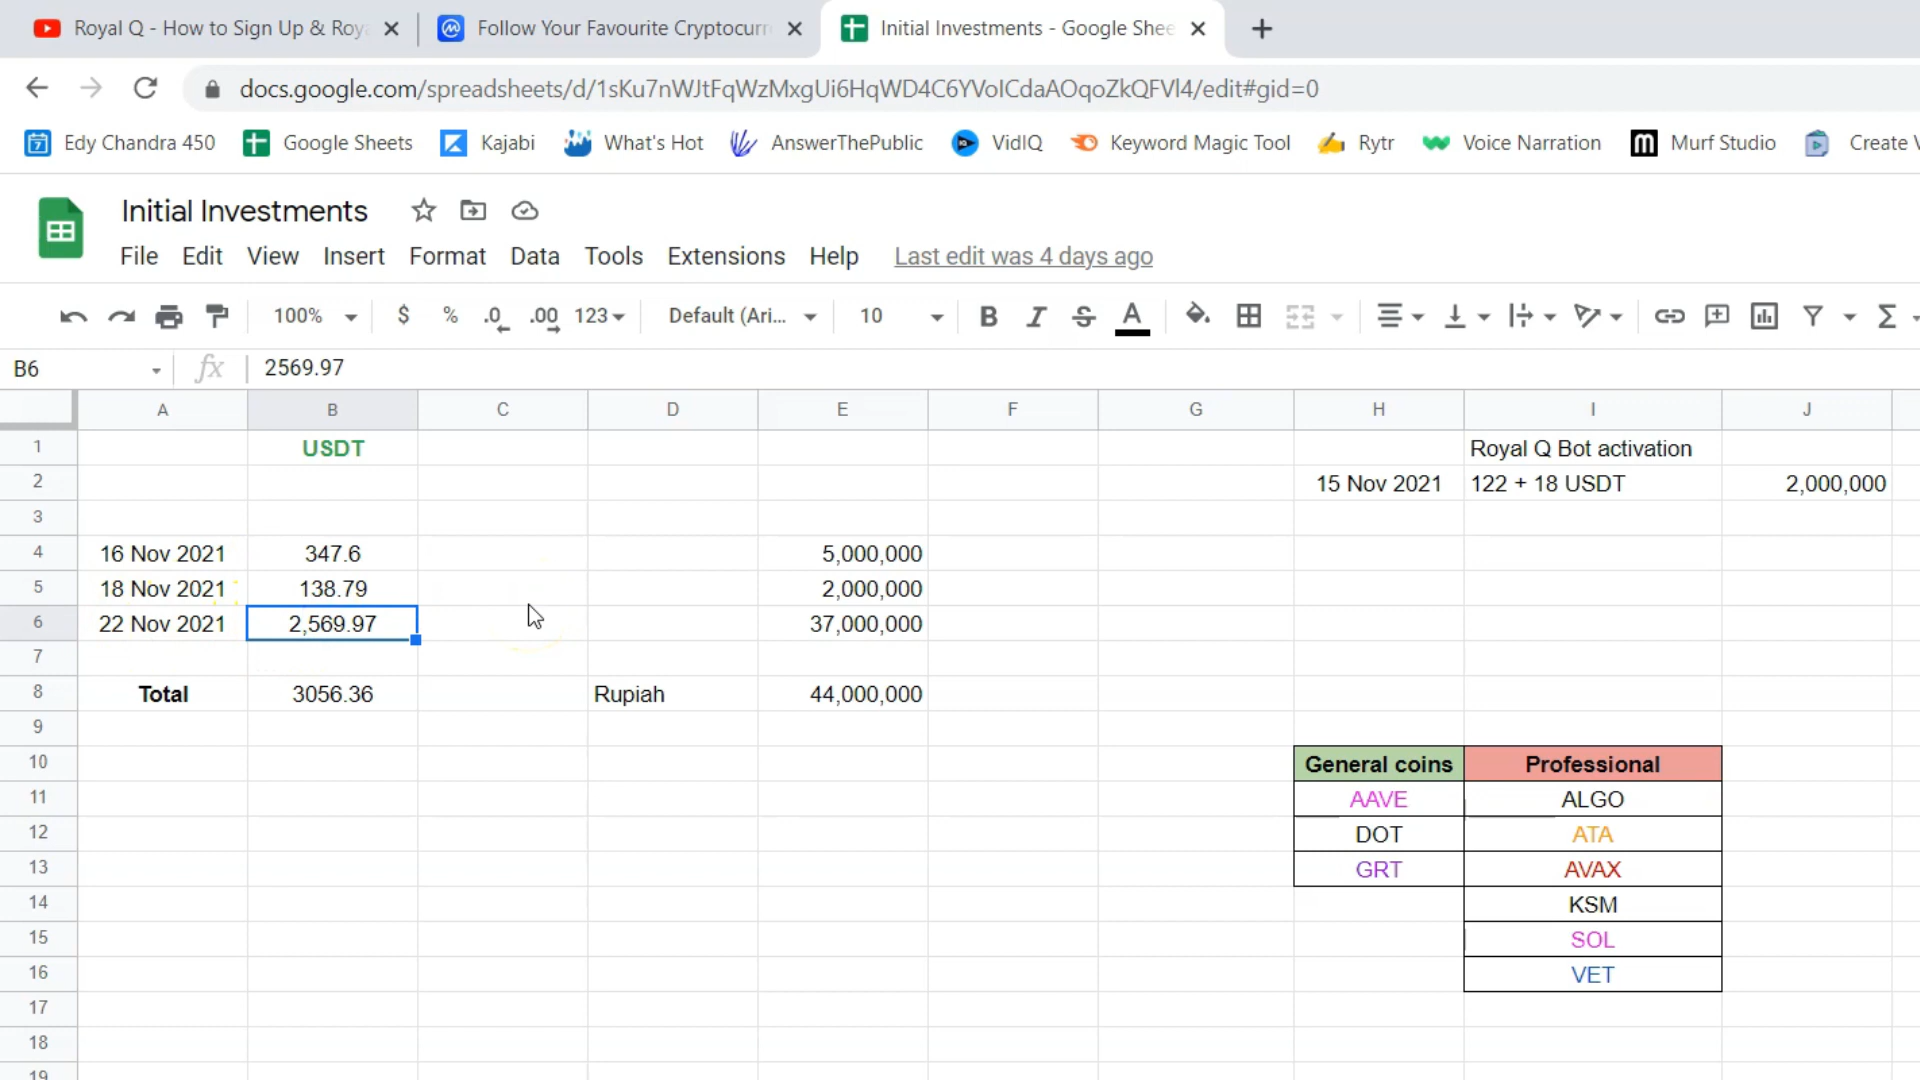 Royal Q - How to Sign Up & Roya
Follow Your Favourite Cryptocurr
Initial Investments - Google Shee
docs.google.com/spreadsheets/d/1sKu7nWJtFqWzMxgUi6HqWD4C6YVoICdaAOqoZkQFVl4/edit#gid=0
7 Edy Chandra 450 Google Sheets Kajabi What's Hot AnswerThePublic VidIQ Keyword Magic Tool Rytr Voice Narration m Murf Studio Create V
Initial Investments
File Edit View Insert Format Data Tools Extensions Help Last edit was 4 days ago
100% $ % .0 .00 123 Default (Ari... 10 B I S A Σ
B6 fx 2569.97
A B C D E F G H I J
1 USDT Royal Q Bot activation
2 15 Nov 2021 122 + 18 USDT 2,000,000
3
4 16 Nov 2021 347.6 5,000,000
5 18 Nov 2021 138.79 2,000,000
6 22 Nov 2021 2,569.97 37,000,000
7
8 Total 3056.36 Rupiah 44,000,000
9
10 General coins Professional
11 AAVE ALGO
12 DOT ATA
13 GRT AVAX
14 KSM
15 SOL
16 VET
17
18
19